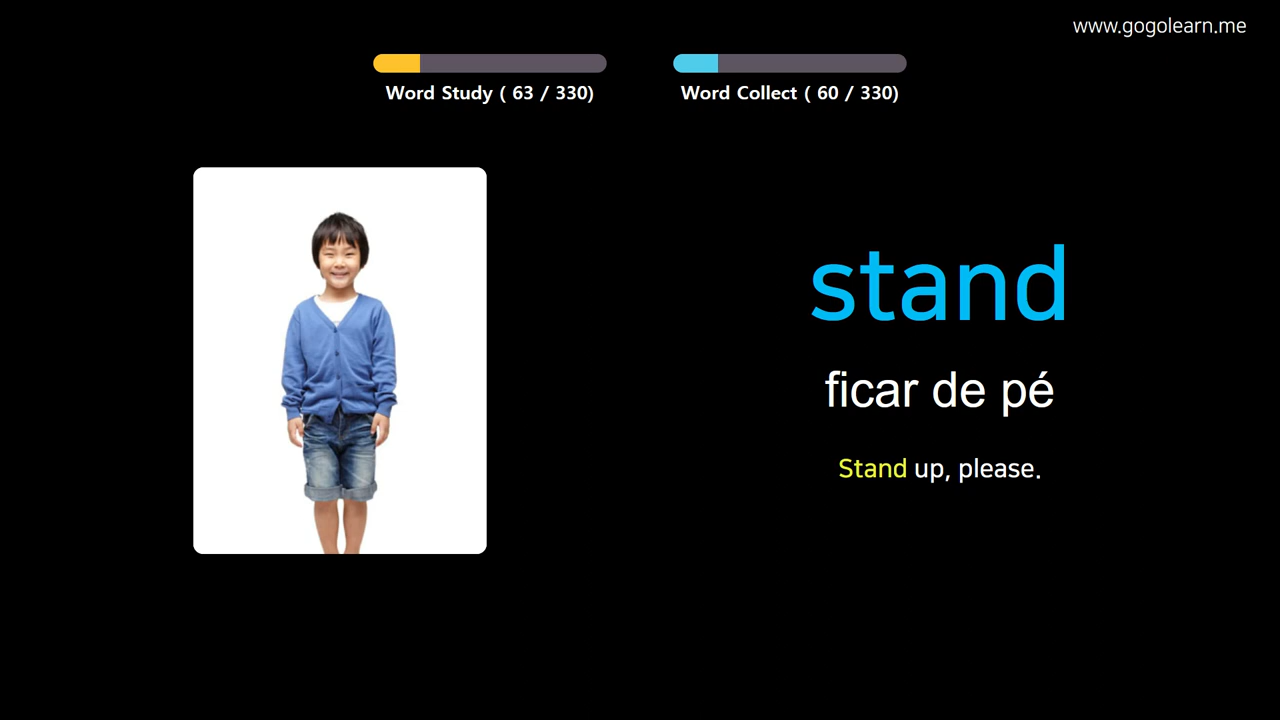 www.gogolearn.me
Word Study ( 63 / 330)
Word Collect ( 60 / 330)
stand
ficar de pé
Stand up, please.